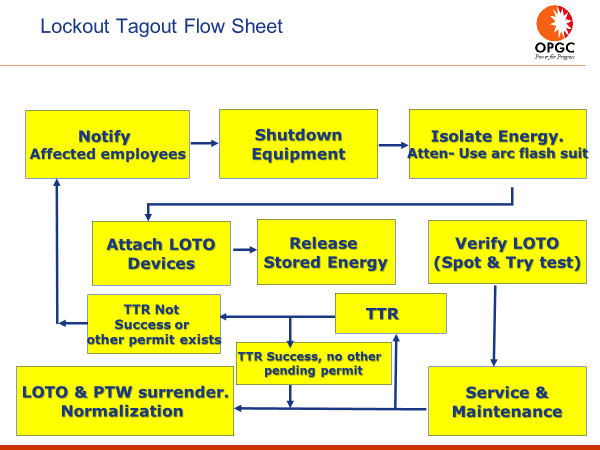 Lockout Tagout Flow Sheet
OPGC
Power for Progress
Notify
Affected employees
Shutdown
Equipment
Isolate Energy.
Atten- Use arc flash suit
Attach LOTO
Devices
Release
Stored Energy
Verify LOTO
(Spot & Try test)
TTR Not
Success or
other permit exists
TTR
TTR Success, no other
pending permit
LOTO & PTW surrender.
Normalization
Service &
Maintenance